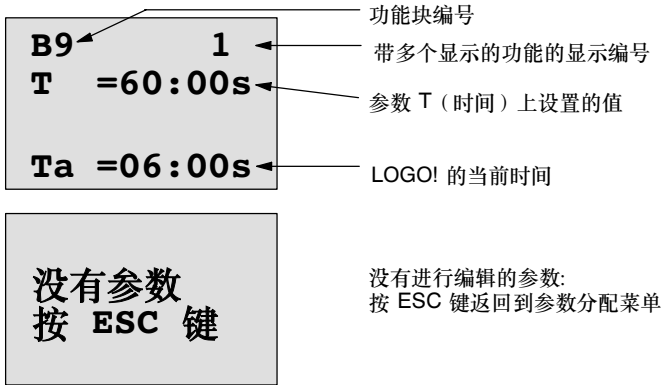 功能块编号
B9 1
带多个显示的功能的显示编号
T =60:00s
参数 T（时间）上设置的值
Ta =06:00s
LOGO! 的当前时间
没有参数
按 ESC 键
没有进行编辑的参数:
按 ESC 键返回到参数分配菜单